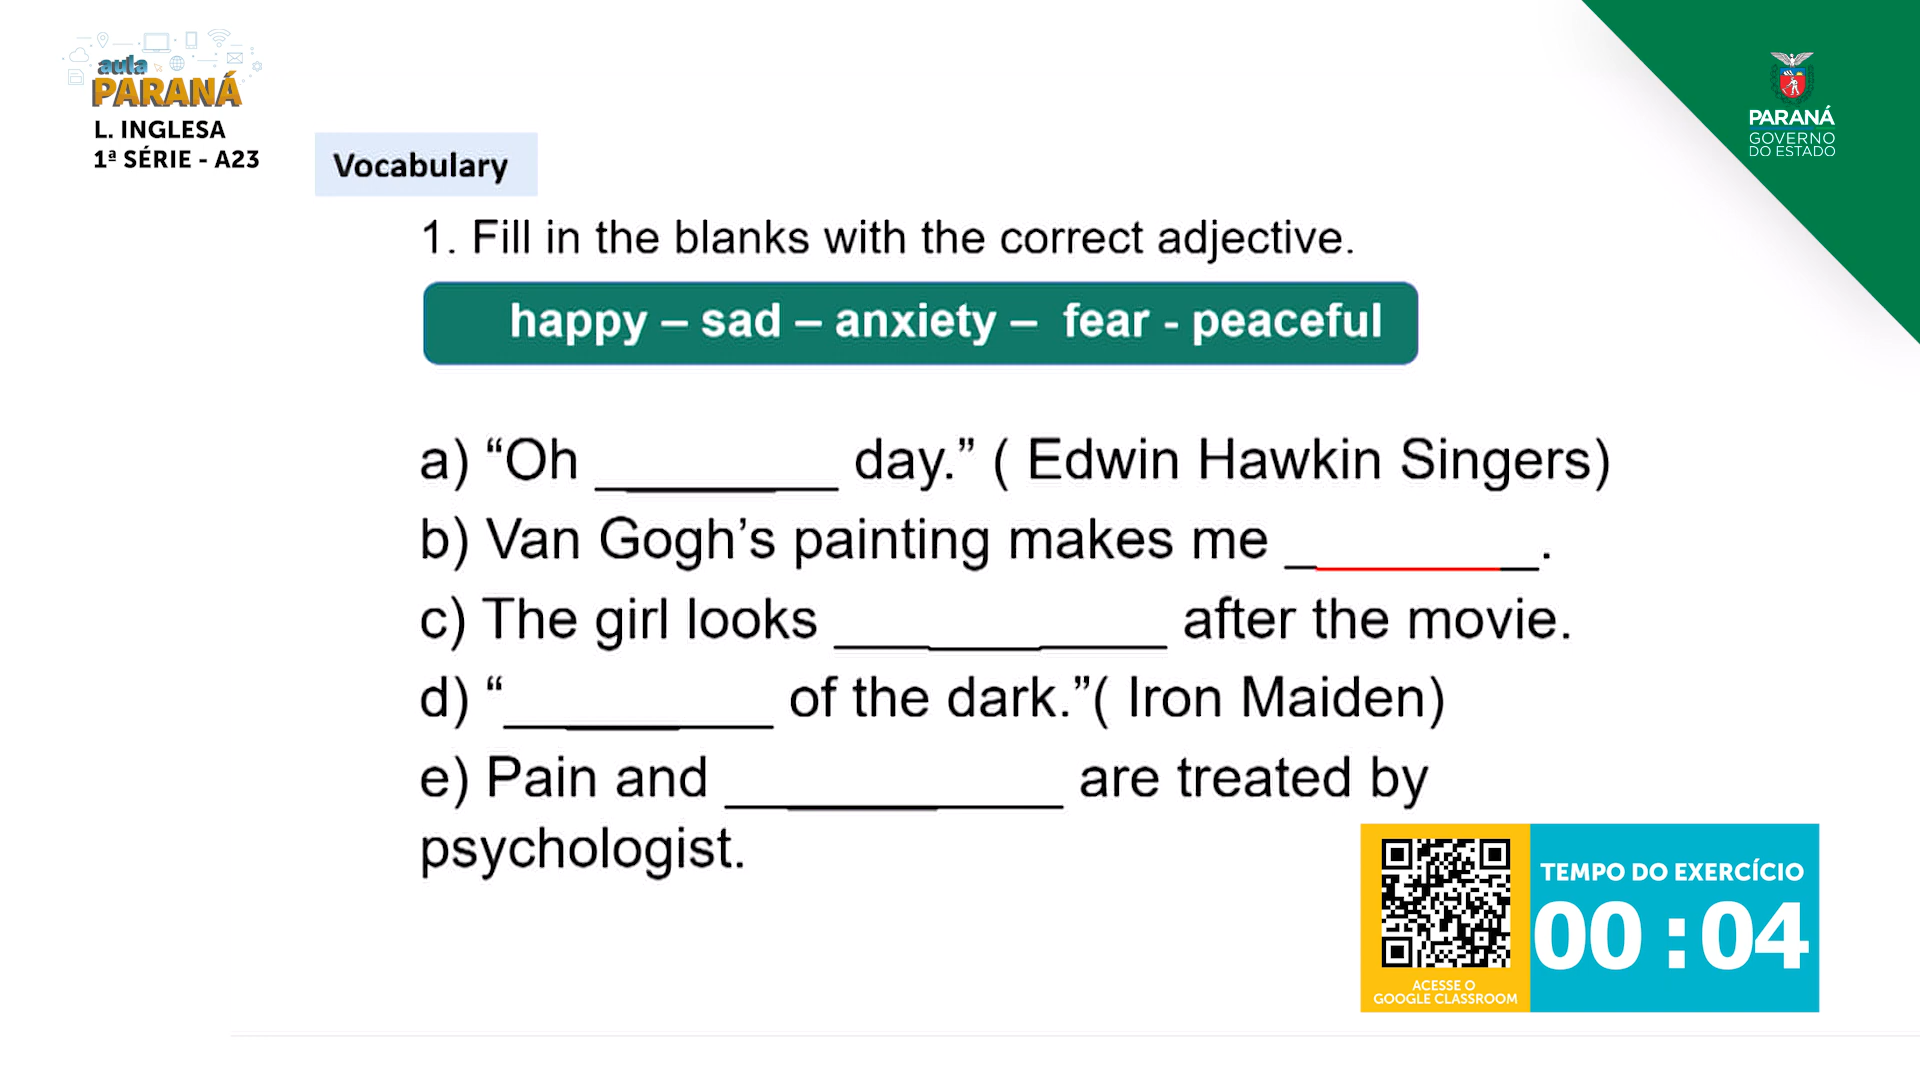 aula
PARANÁ
L. INGLESA
1ª SÉRIE - A23
PARANÁ
GOVERNO
DO ESTADO
Vocabulary
1. Fill in the blanks with the correct adjective.
happy – sad – anxiety – fear - peaceful
a) “Oh ________ day.” ( Edwin Hawkin Singers)
b) Van Gogh’s painting makes me ________.
c) The girl looks ___________ after the movie.
d) “_________ of the dark.”( Iron Maiden)
e) Pain and ___________ are treated by
psychologist.
TEMPO DO EXERCÍCIO
00 : 04
ACESSE O
GOOGLE CLASSROOM